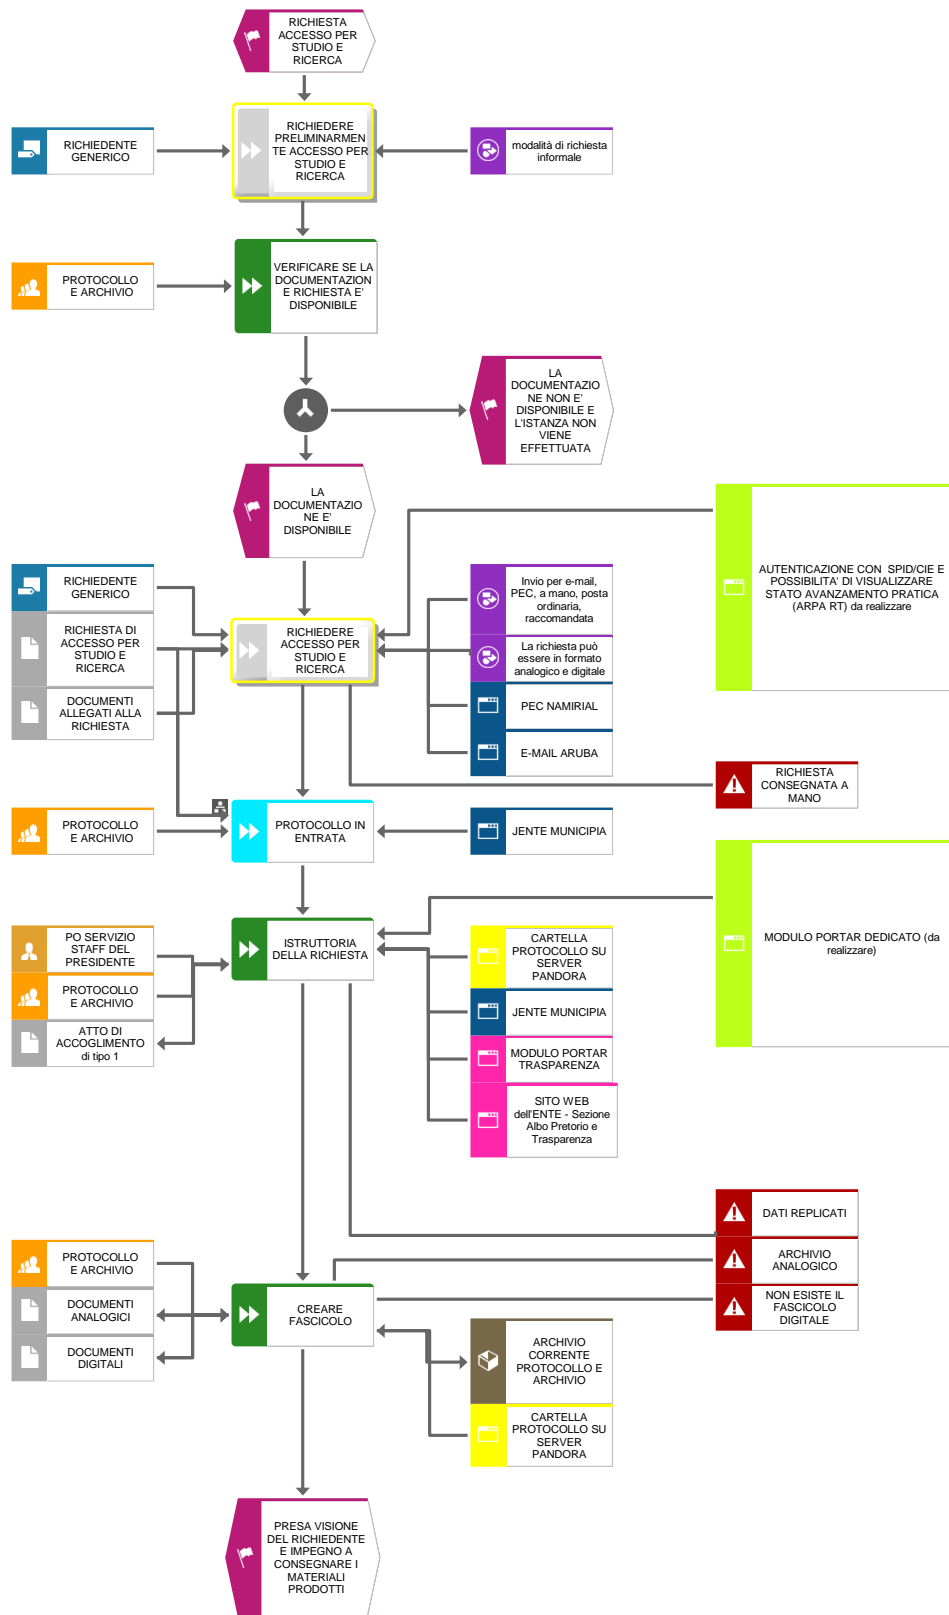 RICHIESTA
ACCESSO PER
STUDIO E
RICERCA
RICHIEDENTE
GENERICO
RICHIEDERE
PRELIMINARMEN
TE ACCESSO PER
STUDIO E
RICERCA
modalità di richiesta
informale
PROTOCOLLO
E ARCHIVIO
VERIFICARE SE LA
DOCUMENTAZION
E RICHIESTA E'
DISPONIBILE
LA
DOCUMENTAZIO
NE NON E'
DISPONIBILE E
L'ISTANZA NON
VIENE
EFFETTUATA
LA
DOCUMENTAZIO
NE E'
DISPONIBILE
AUTENTICAZIONE CON  SPID/CIE E
POSSIBILITA' DI VISUALIZZARE
STATO AVANZAMENTO PRATICA
(ARPA RT) da realizzare
RICHIEDENTE
GENERICO
RICHIESTA DI
ACCESSO PER
STUDIO E
RICERCA
DOCUMENTI
ALLEGATI ALLA
RICHIESTA
RICHIEDERE
ACCESSO PER
STUDIO E
RICERCA
Invio per e-mail,
PEC, a mano, posta
ordinaria,
raccomandata
La richiesta può
essere in formato
analogico e digitale
PEC NAMIRIAL
E-MAIL ARUBA
RICHIESTA
CONSEGNATA A
MANO
PROTOCOLLO
E ARCHIVIO
PROTOCOLLO IN
ENTRATA
JENTE MUNICIPIA
MODULO PORTAR DEDICATO (da
realizzare)
PO SERVIZIO
STAFF DEL
PRESIDENTE
PROTOCOLLO
E ARCHIVIO
ATTO DI
ACCOGLIMENTO
di tipo 1
ISTRUTTORIA
DELLA RICHIESTA
CARTELLA
PROTOCOLLO SU
SERVER
PANDORA
JENTE MUNICIPIA
MODULO PORTAR
TRASPARENZA
SITO WEB
dell'ENTE - Sezione
Albo Pretorio e
Trasparenza
DATI REPLICATI
ARCHIVIO
ANALOGICO
NON ESISTE IL
FASCICOLO
DIGITALE
PROTOCOLLO
E ARCHIVIO
DOCUMENTI
ANALOGICI
DOCUMENTI
DIGITALI
CREARE
FASCICOLO
ARCHIVIO
CORRENTE
PROTOCOLLO E
ARCHIVIO
CARTELLA
PROTOCOLLO SU
SERVER
PANDORA
PRESA VISIONE
DEL RICHIEDENTE
E IMPEGNO A
CONSEGNARE I
MATERIALI
PRODOTTI